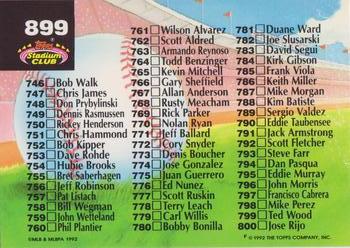 899
Topps
Stadium
CLUB
746 Bob Walk
747 Chris James
748 Don Prybylinski
749 Dennis Rasmussen
750 Rickey Henderson
751 Chris Hammond
752 Bob Kipper
753 Dave Rohde
754 Hubie Brooks
755 Bret Saberhagen
756 Jeff Robinson
757 Pat Listach
758 Bill Wegman
759 John Wetteland
760 Phil Plantier
761 Wilson Alvarez
762 Scott Aldred
763 Armando Reynoso
764 Todd Benzinger
765 Kevin Mitchell
766 Gary Sheffield
767 Allan Anderson
768 Rusty Meacham
769 Rick Parker
770 Nolan Ryan
771 Jeff Ballard
772 Cory Snyder
773 Denis Boucher
774 Jose Gonzalez
775 Juan Guerrero
776 Ed Nunez
777 Scott Ruskin
778 Terry Leach
779 Carl Willis
780 Bobby Bonilla
781 Duane Ward
782 Joe Slusarski
783 David Segui
784 Kirk Gibson
785 Frank Viola
786 Keith Miller
787 Mike Morgan
788 Kim Batiste
789 Sergio Valdez
790 Eddie Taubensee
791 Jack Armstrong
792 Scott Fletcher
793 Steve Farr
794 Dan Pasqua
795 Eddie Murray
796 John Morris
797 Francisco Cabrera
798 Mike Perez
799 Ted Wood
800 Jose Rijo
©MLB & MLBPA 1992
©1992 THE TOPPS COMPANY, INC.